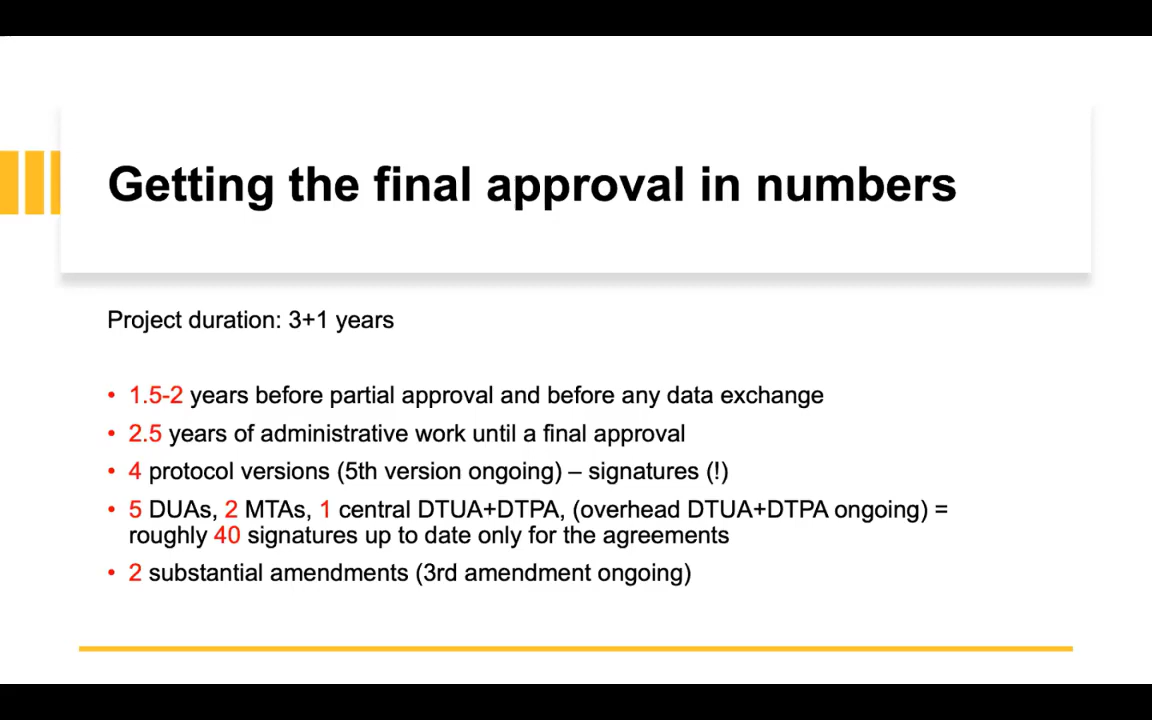 Getting the final approval in numbers
Project duration: 3+1 years
• 1.5-2 years before partial approval and before any data exchange
• 2.5 years of administrative work until a final approval
• 4 protocol versions (5th version ongoing) – signatures (!)
• 5 DUAs, 2 MTAs, 1 central DTUA+DTPA, (overhead DTUA+DTPA ongoing) =
roughly 40 signatures up to date only for the agreements
• 2 substantial amendments (3rd amendment ongoing)